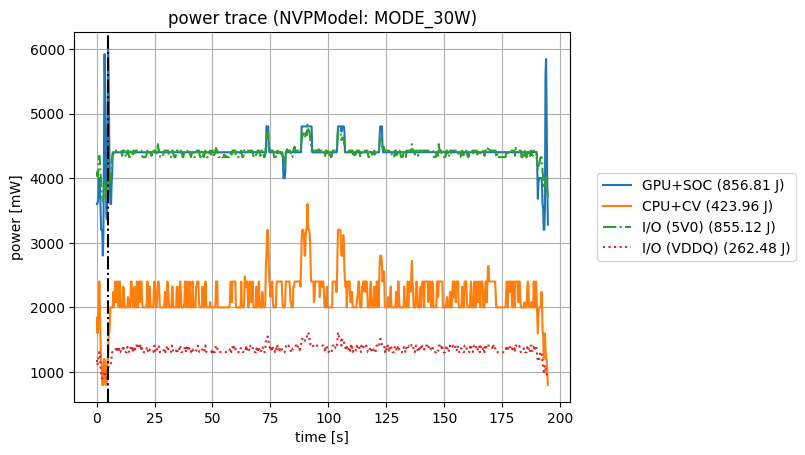 power trace (NVPModel: MODE_30W)
power [mW]
6000
5000
4000
3000
2000
1000
0
25
50
75
100
125
150
175
200
time [s]
GPU+SOC (856.81 J)
CPU+CV (423.96 J)
I/O (5V0) (855.12 J)
I/O (VDDQ) (262.48 J)